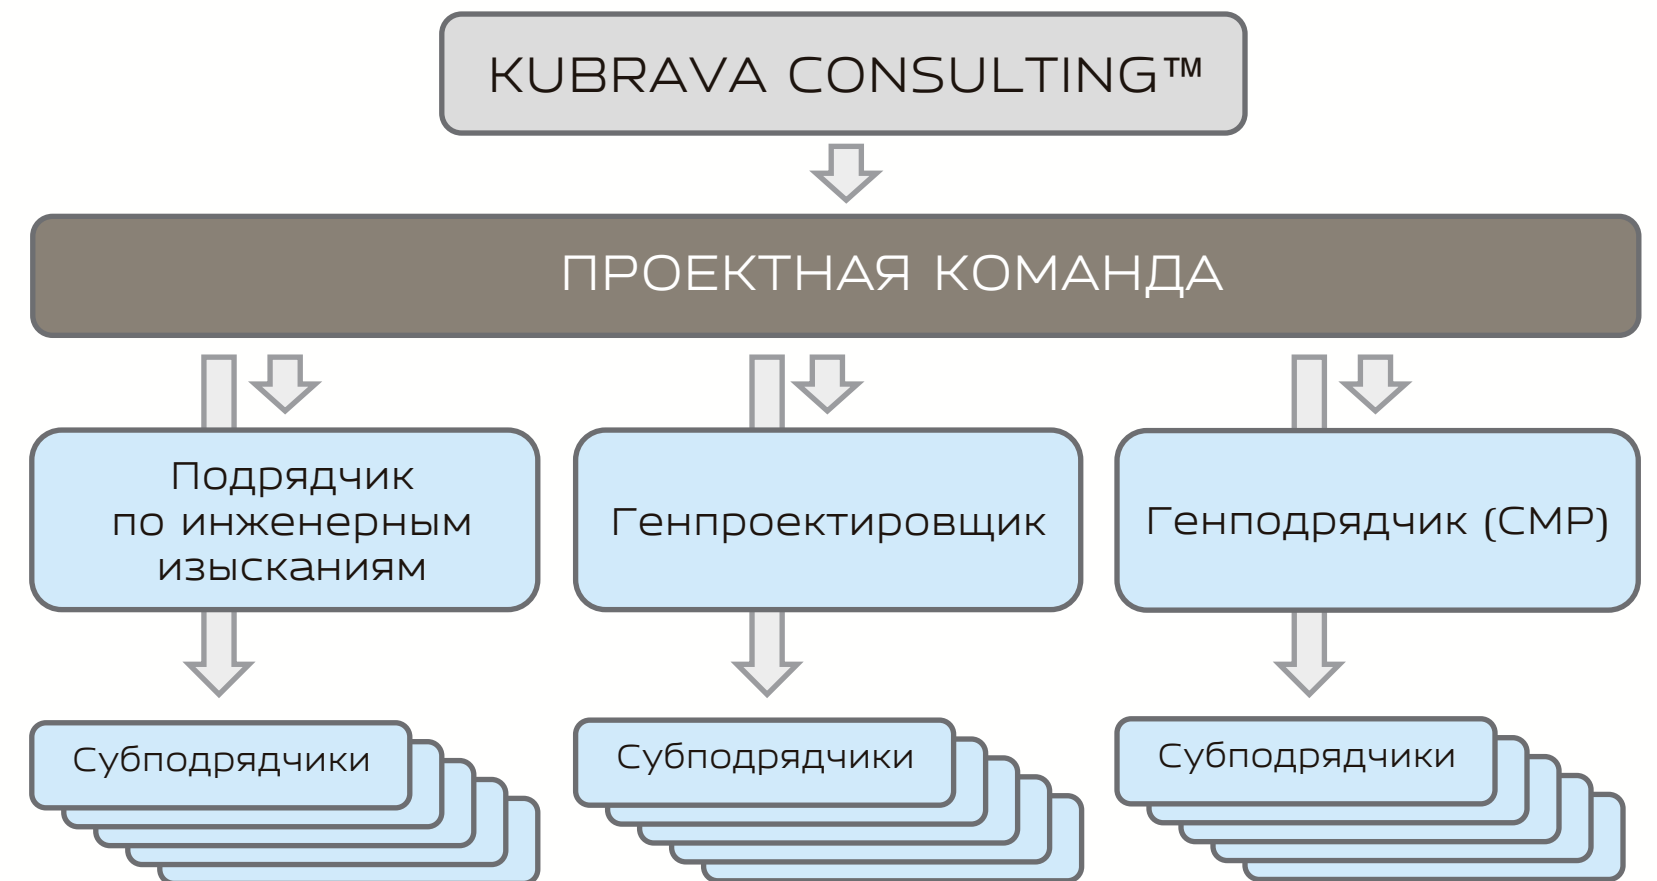 KUBRAVA CONSULTING™
ПРОЕКТНАЯ КОМАНДА
Подрядчик
по инженерным
изысканиям
Генпроектировщик
Генподрядчик (СМР)
Субподрядчики
Субподрядчики
Субподрядчики